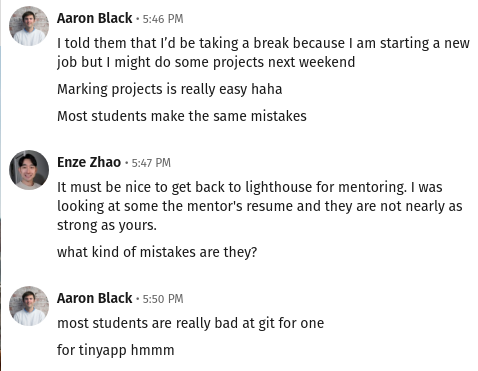 Aaron Black • 5:46 PM
I told them that I'd be taking a break because I am starting a new
job but I might do some projects next weekend
Marking projects is really easy haha
Most students make the same mistakes
Enze Zhao • 5:47 PM
It must be nice to get back to lighthouse for mentoring. I was
looking at some the mentor's resume and they are not nearly as
strong as yours.
what kind of mistakes are they?
Aaron Black • 5:50 PM
most students are really bad at git for one
for tinyapp hmmm